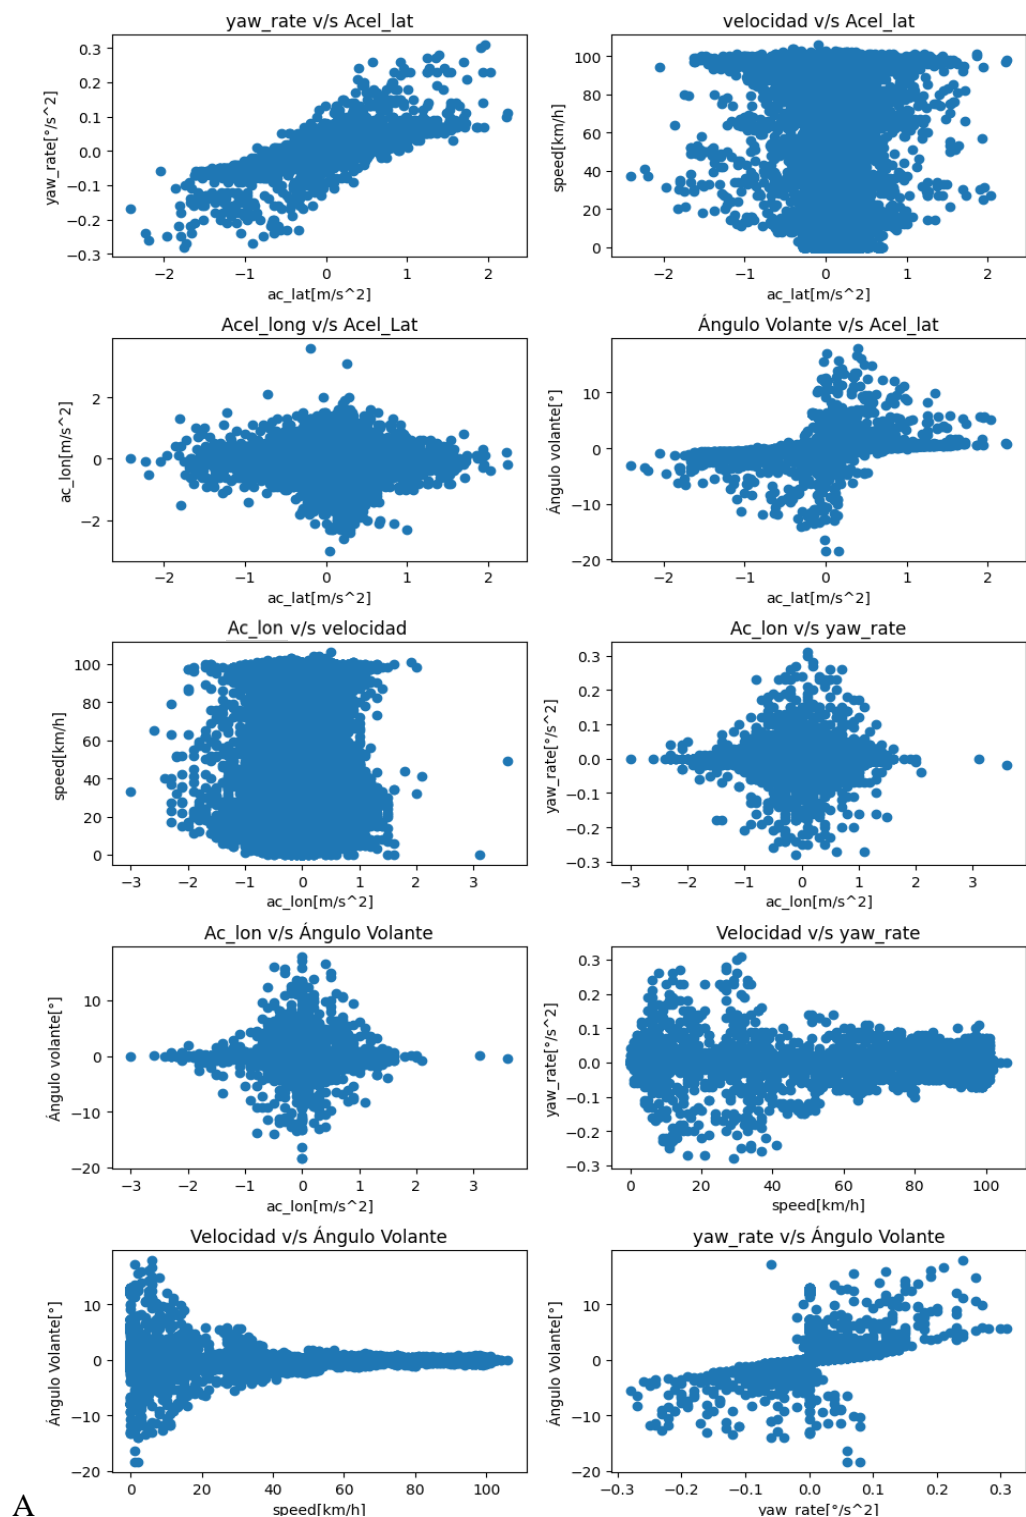 yaw_rate v/s Acel_lat
yaw_rate[°/s^2]
0.3
0.2
0.1
0.0
−0.1
−0.2
−0.3
−2 −1 0 1 2
ac_lat[m/s^2]
velocidad v/s Acel_lat
speed[km/h]
100
80
60
40
20
0
−2 −1 0 1 2
ac_lat[m/s^2]
Acel_long v/s Acel_Lat
ac_lon[m/s^2]
2
0
−2
−2 −1 0 1 2
ac_lat[m/s^2]
Ángulo Volante v/s Acel_lat
Ángulo volante[°]
10
0
−10
−20
−2 −1 0 1 2
ac_lat[m/s^2]
Ac_lon v/s velocidad
speed[km/h]
100
80
60
40
20
0
−3 −2 −1 0 1 2 3
ac_lon[m/s^2]
Ac_lon v/s yaw_rate
yaw_rate[°/s^2]
0.3
0.2
0.1
0.0
−0.1
−0.2
−0.3
−3 −2 −1 0 1 2 3
ac_lon[m/s^2]
Ac_lon v/s Ángulo Volante
Ángulo volante[°]
10
0
−10
−20
−3 −2 −1 0 1 2 3
ac_lon[m/s^2]
Velocidad v/s yaw_rate
yaw_rate[°/s^2]
0.3
0.2
0.1
0.0
−0.1
−0.2
−0.3
0 20 40 60 80 100
speed[km/h]
Velocidad v/s Ángulo Volante
Ángulo Volante[°]
10
0
−10
−20
0 20 40 60 80 100
speed[km/h]
yaw_rate v/s Ángulo Volante
Ángulo Volante[°]
10
0
−10
−20
−0.3 −0.2 −0.1 0.0 0.1 0.2 0.3
yaw_rate[°/s^2]
A